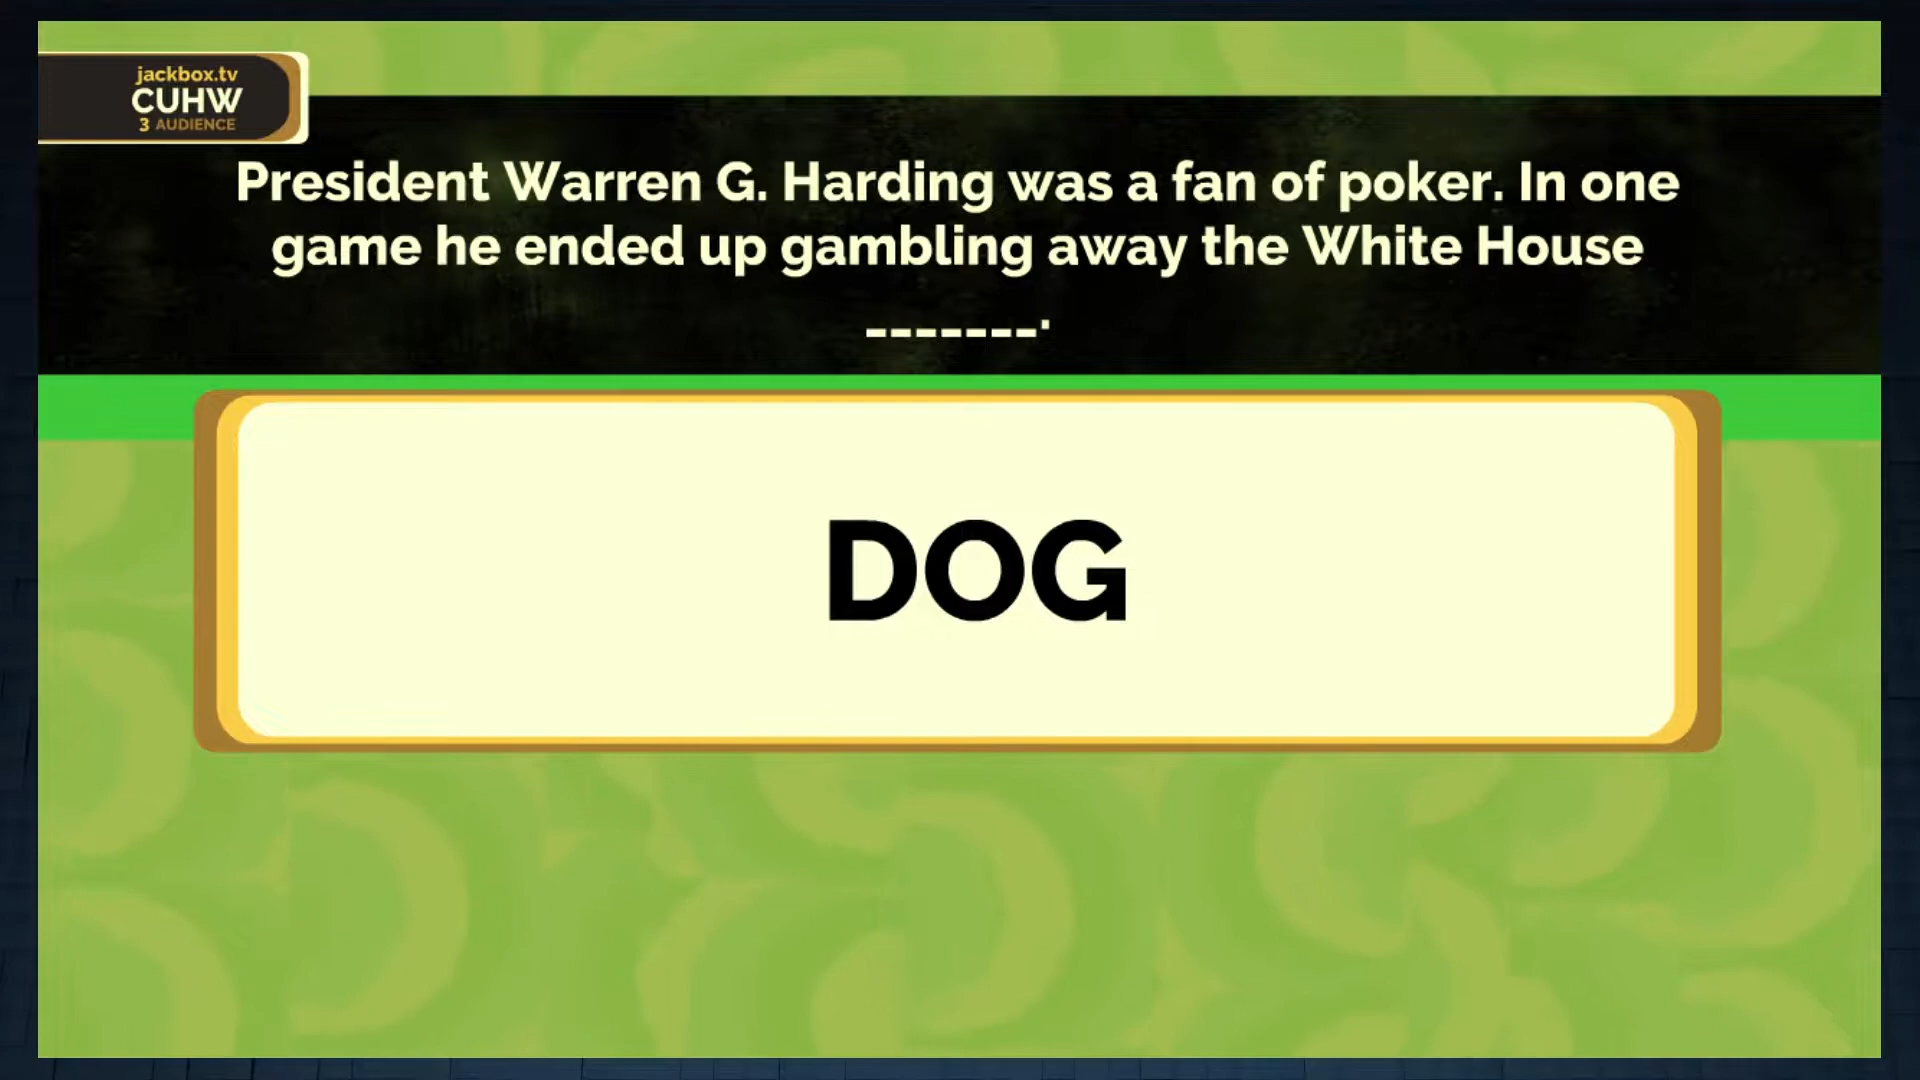 jackbox.tv
CUHW
3 AUDIENCE
President Warren G. Harding was a fan of poker. In one
game he ended up gambling away the White House
_______.
DOG